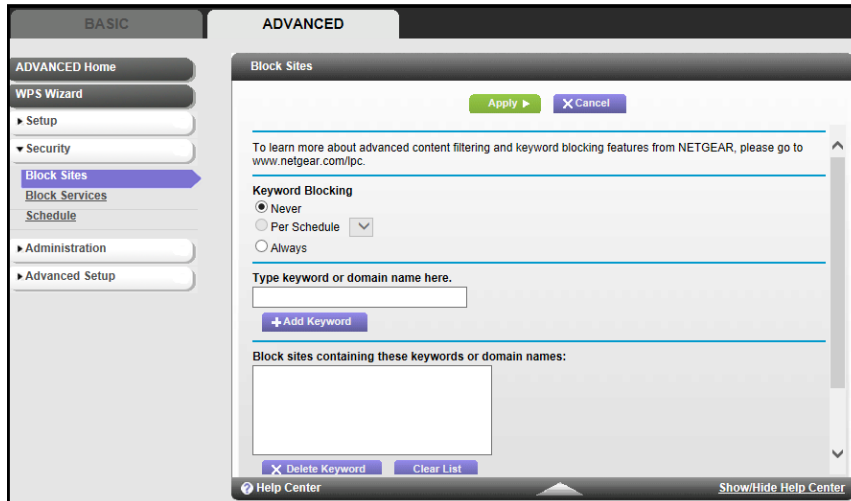 BASIC
ADVANCED
ADVANCED Home
WPS Wizard
Setup
Security
Block Sites
Block Services
Schedule
Administration
Advanced Setup
Block Sites
Apply
Cancel
To learn more about advanced content filtering and keyword blocking features from NETGEAR, please go to
www.netgear.com/lpc.
Keyword Blocking
Never
Per Schedule
Always
Type keyword or domain name here.
Add Keyword
Block sites containing these keywords or domain names:
Delete Keyword
Clear List
Help Center
Show/Hide Help Center